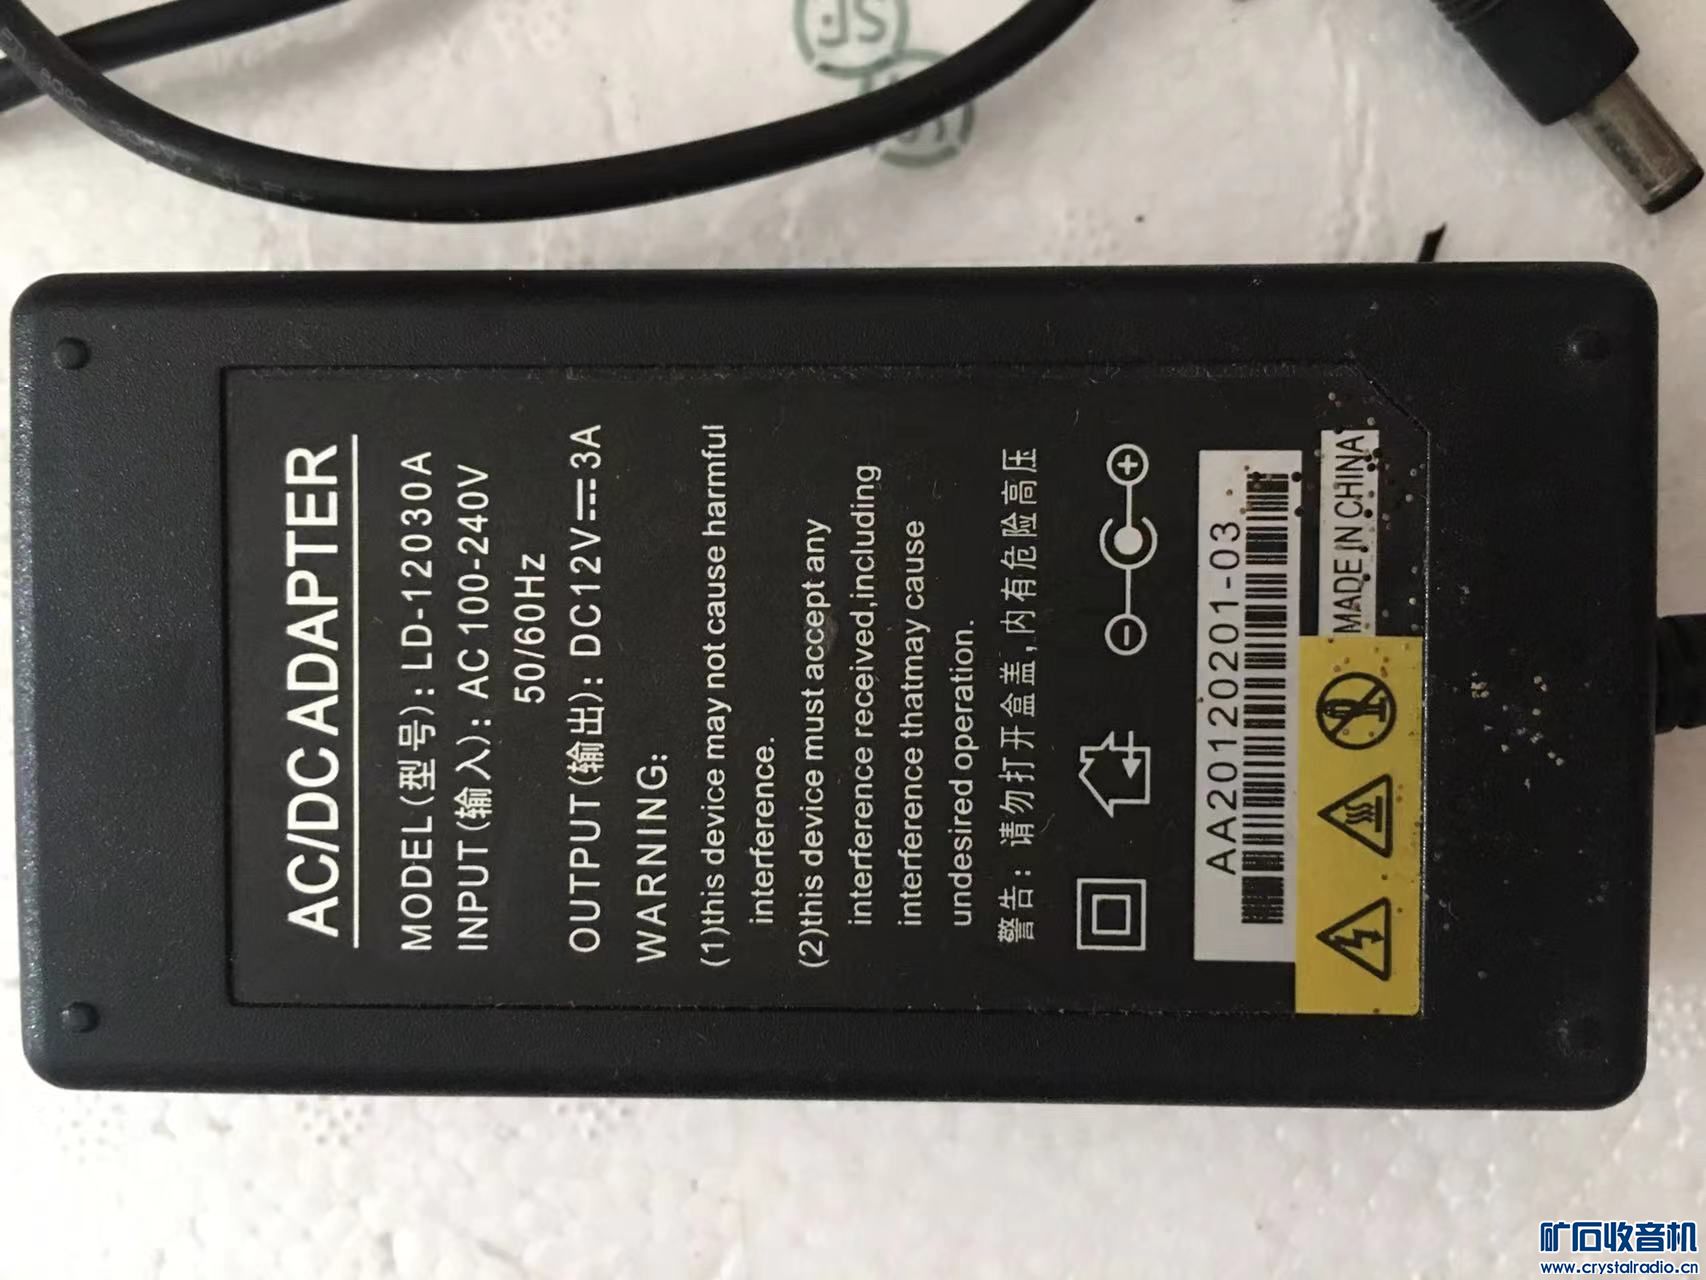 AC/DC ADAPTER
MODEL(型号):LD-12030A
INPUT(输入):AC100-240V
50/60Hz
OUTPUT(输出):DC12V⎓3A
WARNING:
(1)this device may not cause harmful
interference.
(2)this device must accept any
interference received,including
interference thatmay cause
undesired operation.
警告:请勿打开盒盖,内有危险高压
AA20120201-03
MADE IN CHINA
矿石收音机
www.crystalradio.cn